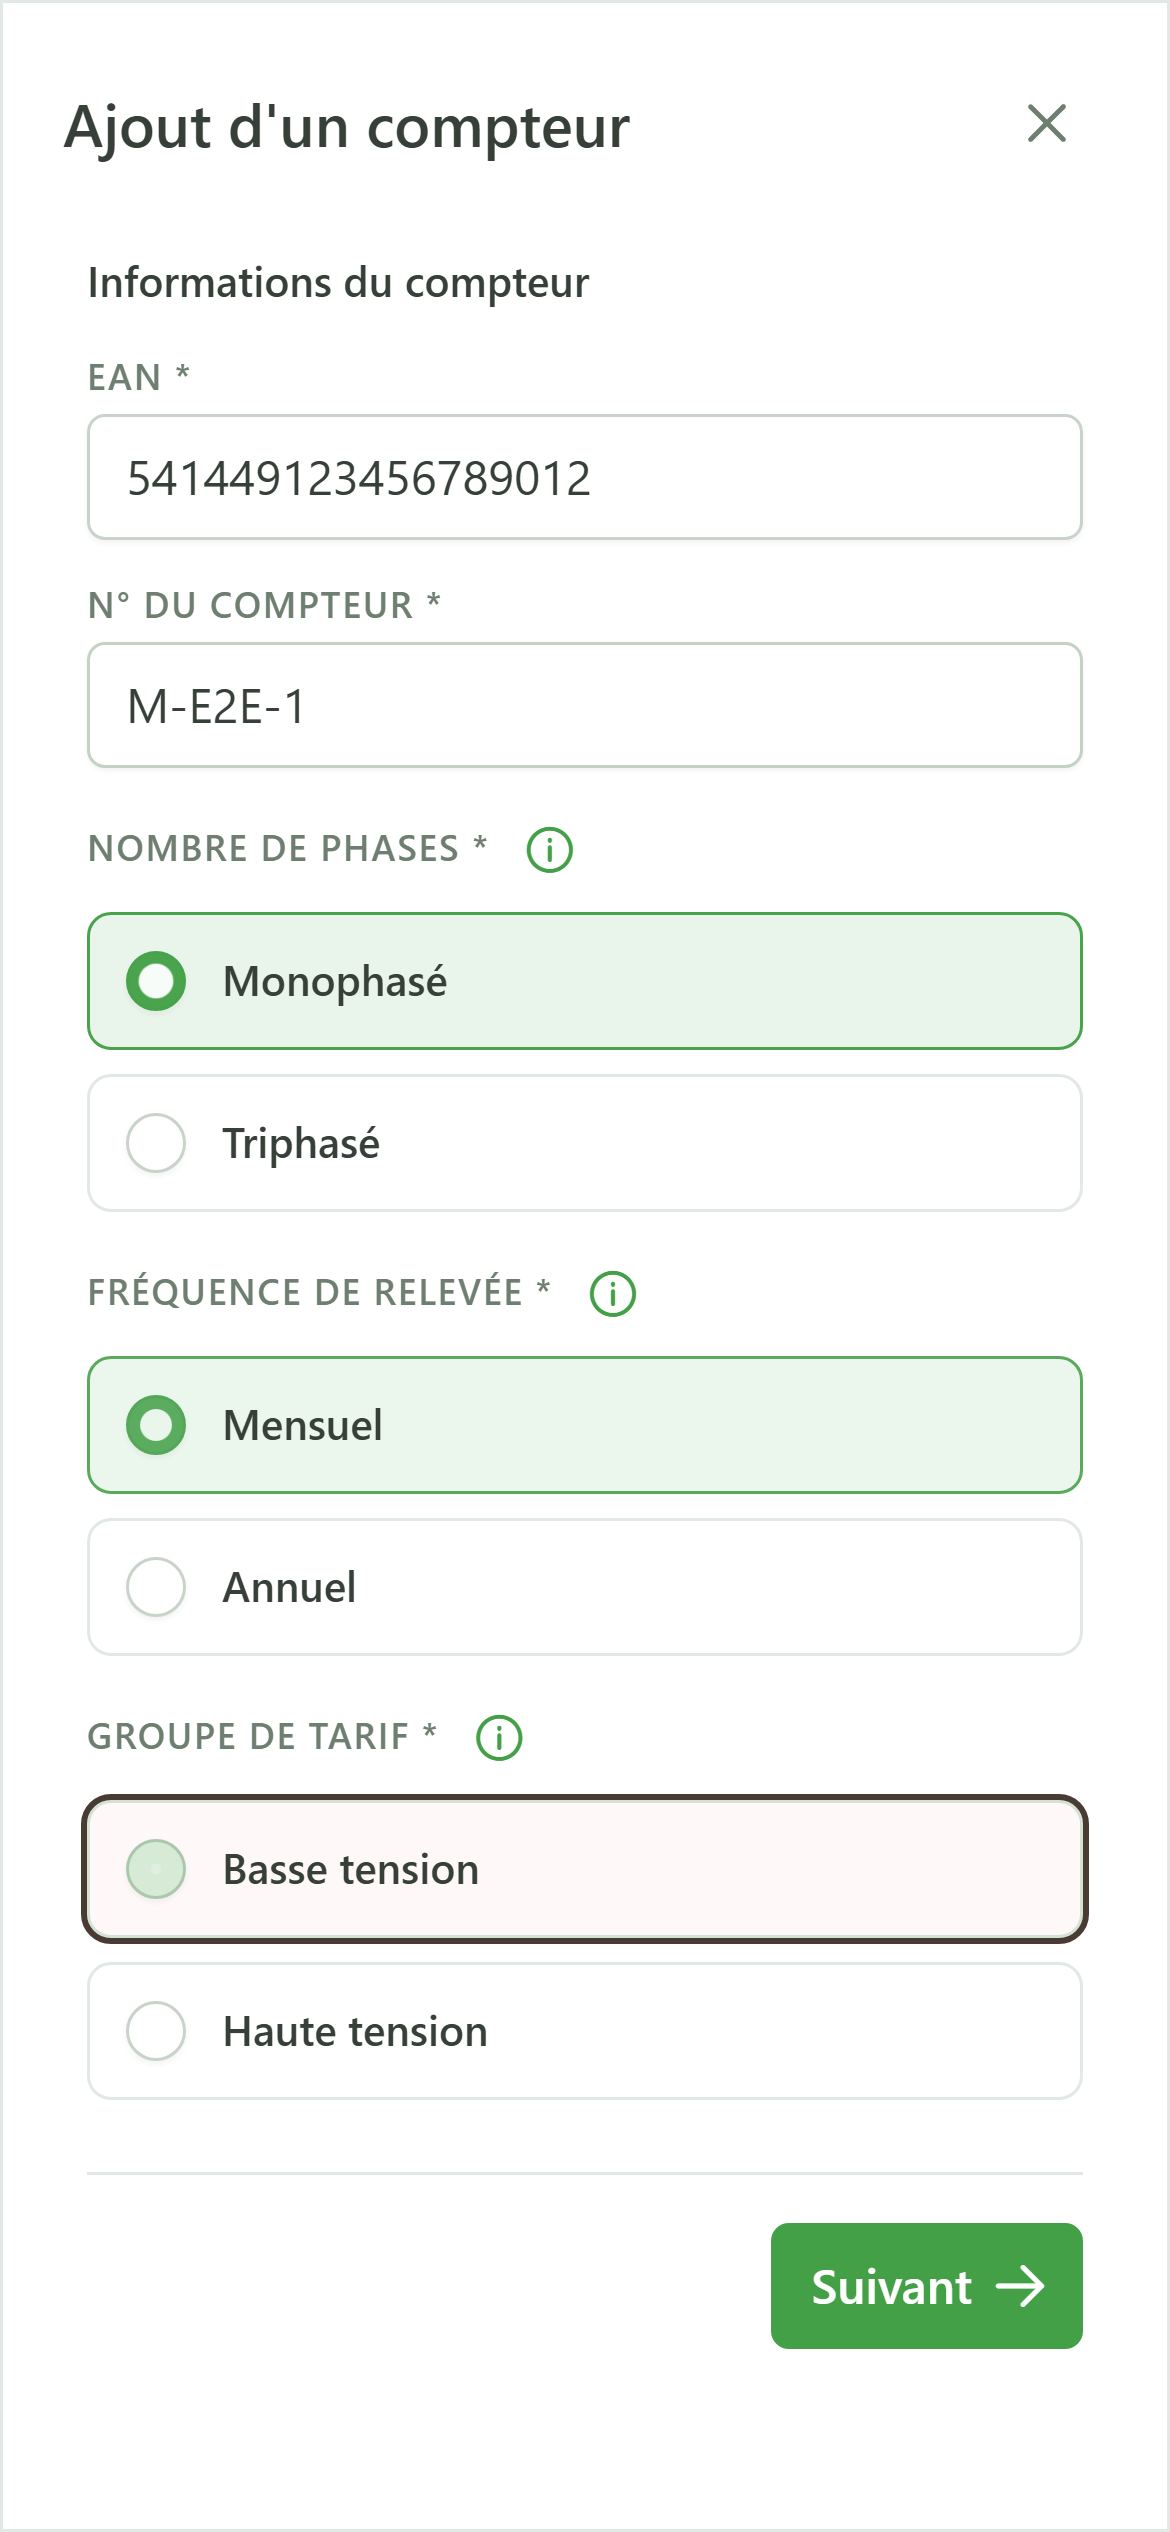 Ajout d'un compteur
Informations du compteur
EAN *
541449123456789012
N° DU COMPTEUR *
M-E2E-1
NOMBRE DE PHASES *
Monophasé
Triphasé
FRÉQUENCE DE RELEVÉE *
Mensuel
Annuel
GROUPE DE TARIF *
Basse tension
Haute tension
Suivant